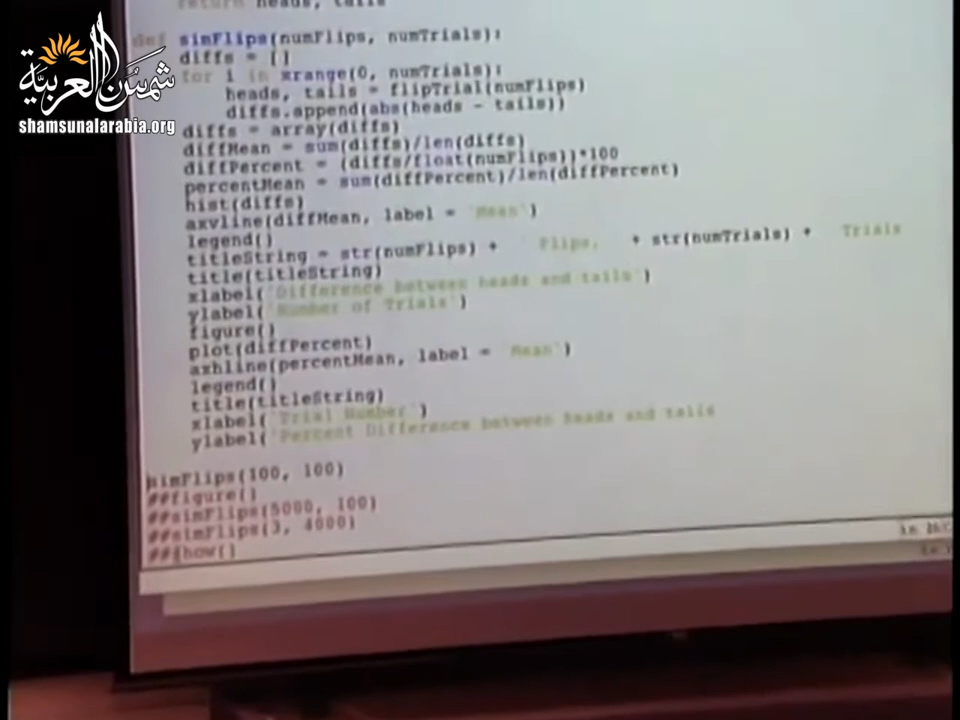 شمس العربية
shamsunalarabia.org
return heads, tails
def simFlips(numFlips, numTrials):
diffs = []
for i in xrange(0, numTrials):
heads, tails = flipTrial(numFlips)
diffs.append(abs(heads - tails))
diffs = array(diffs)
diffMean = sum(diffs)/len(diffs)
diffPercent = (diffs/float(numFlips))*100
percentMean = sum(diffPercent)/len(diffPercent)
hist(diffs)
axvline(diffMean, label = 'Mean')
legend()
titleString = str(numFlips) + ' Flips, ' + str(numTrials) + ' Trials
title(titleString)
xlabel('Difference between heads and tails')
ylabel('Number of Trials')
figure()
plot(diffPercent)
axhline(percentMean, label = 'Mean')
legend()
title(titleString)
xlabel('Trial Number')
ylabel('Percent Difference between heads and tails
simFlips(100, 100)
##figure()
##simFlips(5000, 100)
##simFlips(3, 4000)
##show()